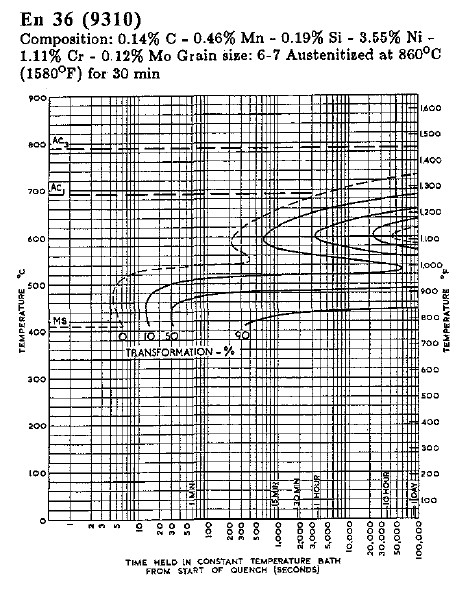 En 36 (9310)
Composition: 0.14% C - 0.46% Mn - 0.19% Si - 3.55% Ni -
1.11% Cr - 0.12% Mo Grain size: 6-7 Austenitized at 860°C
(1580°F) for 30 min
900
1,600
1,500
AC3
800
1,400
AC1
1,300
700
1,200
600
1,100
1,000
500
900
MS
800
400
0 10 50 90
TRANSFORMATION - %
700
300
600
500
200
400
300
100
200
100
0
1 MIN
15 MIN
30 MIN
1 HOUR
10 HOUR
1 DAY
TEMPERATURE °C
TEMPERATURE °F
1 2 3 5 10 20 30 50 100 200 300 500 1,000 2,000 3,000 5,000 10,000 20,000 30,000 50,000 100,000
TIME HELD IN CONSTANT TEMPERATURE BATH
FROM START OF QUENCH (SECONDS)